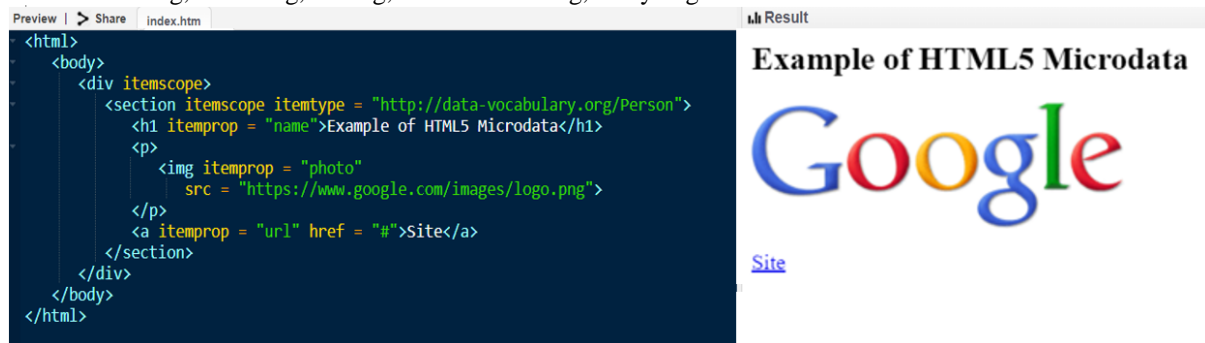 Preview | Share index.htm
<html>
<body>
<div itemscope>
<section itemscope itemtype = "http://data-vocabulary.org/Person">
<h1 itemprop = "name">Example of HTML5 Microdata</h1>
<p>
<img itemprop = "photo"
src = "https://www.google.com/images/logo.png">
</p>
<a itemprop = "url" href = "#">Site</a>
</section>
</div>
</body>
</html>
Result
Example of HTML5 Microdata
Google
Site